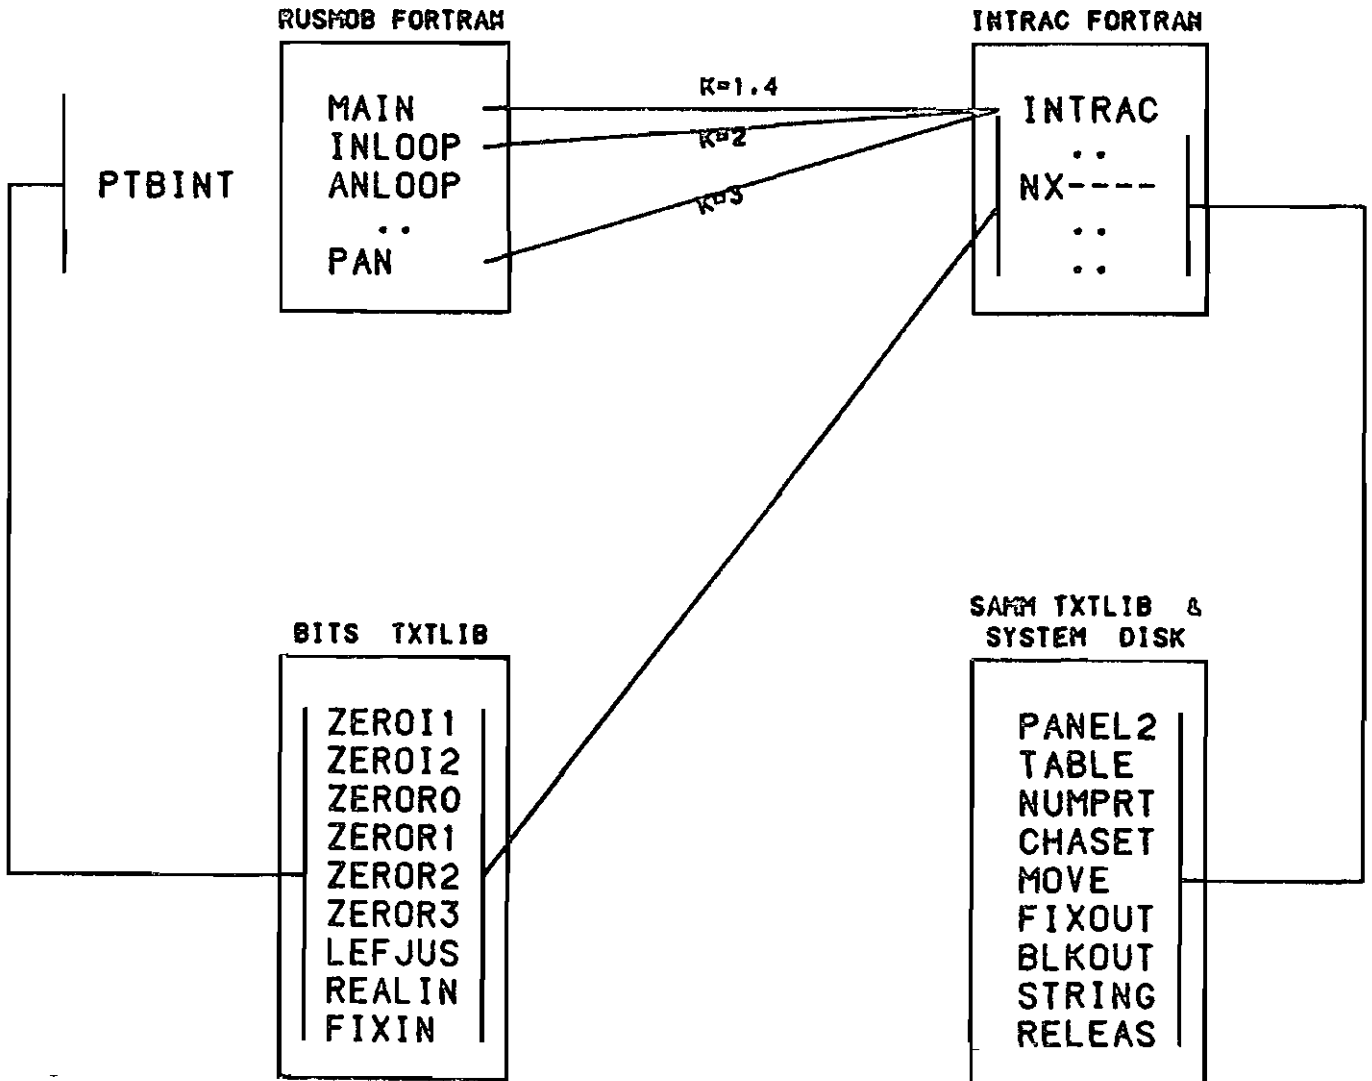 RUSMOB FORTRAN
INTRAC FORTRAN
PTBINT
MAIN
INLOOP
ANLOOP
..
PAN
K=1.4
K=2
K=3
INTRAC
..
NX----
..
..
BITS TXTLIB
ZEROI1
ZEROI2
ZERORO
ZEROR1
ZEROR2
ZEROR3
LEFJUS
REALIN
FIXIN
SAMM TXTLIB &
SYSTEM DISK
PANEL2
TABLE
NUMPRT
CHASET
MOVE
FIXOUT
BLKOUT
STRING
RELEAS